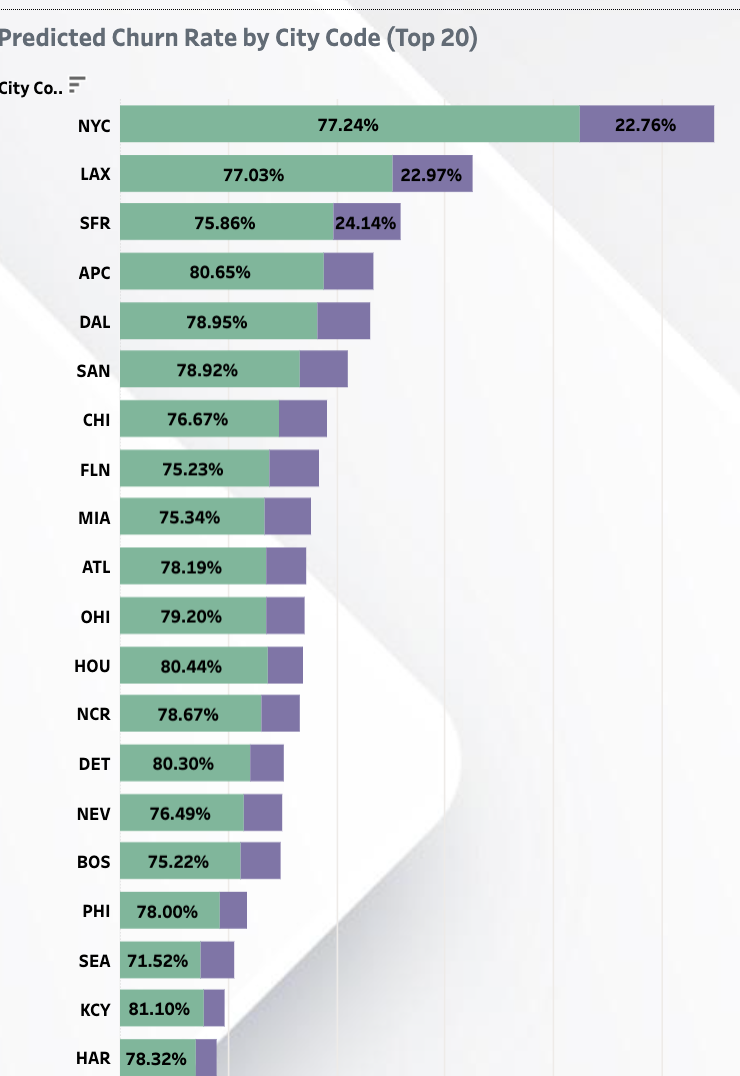 Predicted Churn Rate by City Code (Top 20)
City Co..
NYC 77.24% 22.76%
LAX 77.03% 22.97%
SFR 75.86% 24.14%
APC 80.65%
DAL 78.95%
SAN 78.92%
CHI 76.67%
FLN 75.23%
MIA 75.34%
ATL 78.19%
OHI 79.20%
HOU 80.44%
NCR 78.67%
DET 80.30%
NEV 76.49%
BOS 75.22%
PHI 78.00%
SEA 71.52%
KCY 81.10%
HAR 78.32%